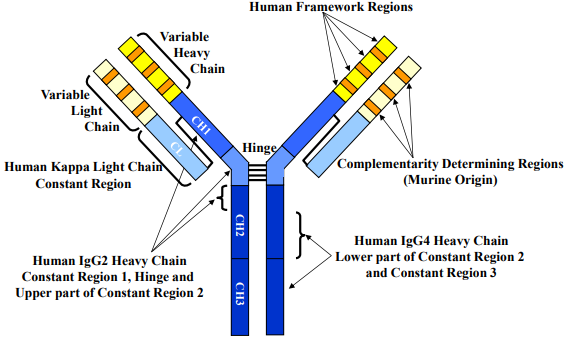 Human Framework Regions
Variable
Heavy
Chain
Variable
Light
Chain
CH1
CL
Hinge
Human Kappa Light Chain
Constant Region
Complementarity Determining Regions
(Murine Origin)
CH2
Human IgG2 Heavy Chain
Constant Region 1, Hinge and
Upper part of Constant Region 2
Human IgG4 Heavy Chain
Lower part of Constant Region 2
and Constant Region 3
CH3